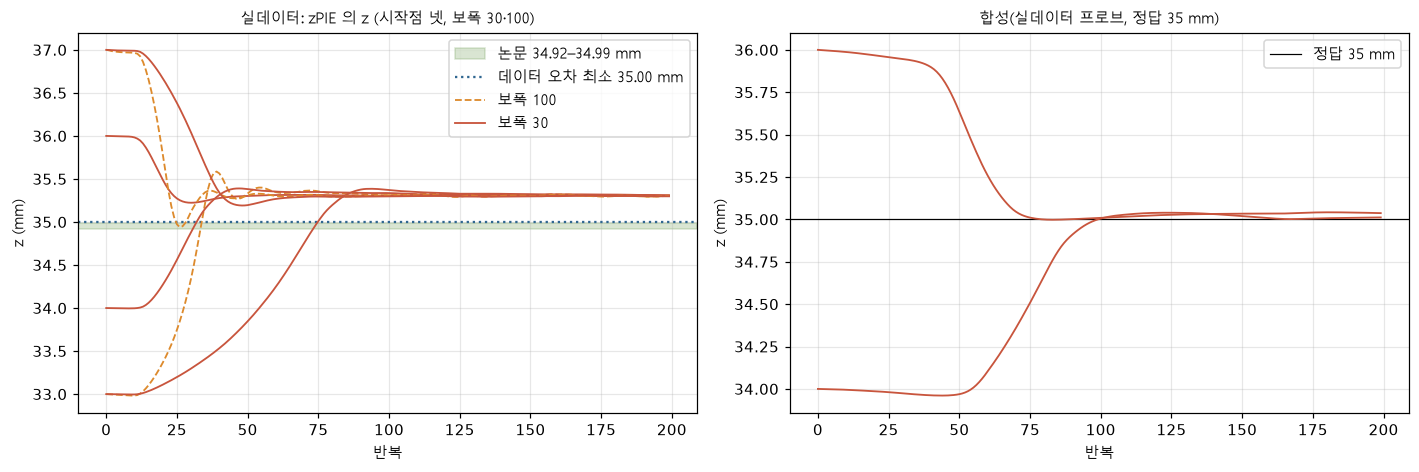 실데이터: zPIE 의 z (시작점 넷, 보폭 30·100)
37.0
36.5
36.0
35.5
35.0
34.5
34.0
33.5
33.0
z (mm)
0 25 50 75 100 125 150 175 200
반복
논문 34.92–34.99 mm
데이터 오차 최소 35.00 mm
보폭 100
보폭 30
합성(실데이터 프로브, 정답 35 mm)
36.00
35.75
35.50
35.25
35.00
34.75
34.50
34.25
34.00
z (mm)
0 25 50 75 100 125 150 175 200
반복
정답 35 mm